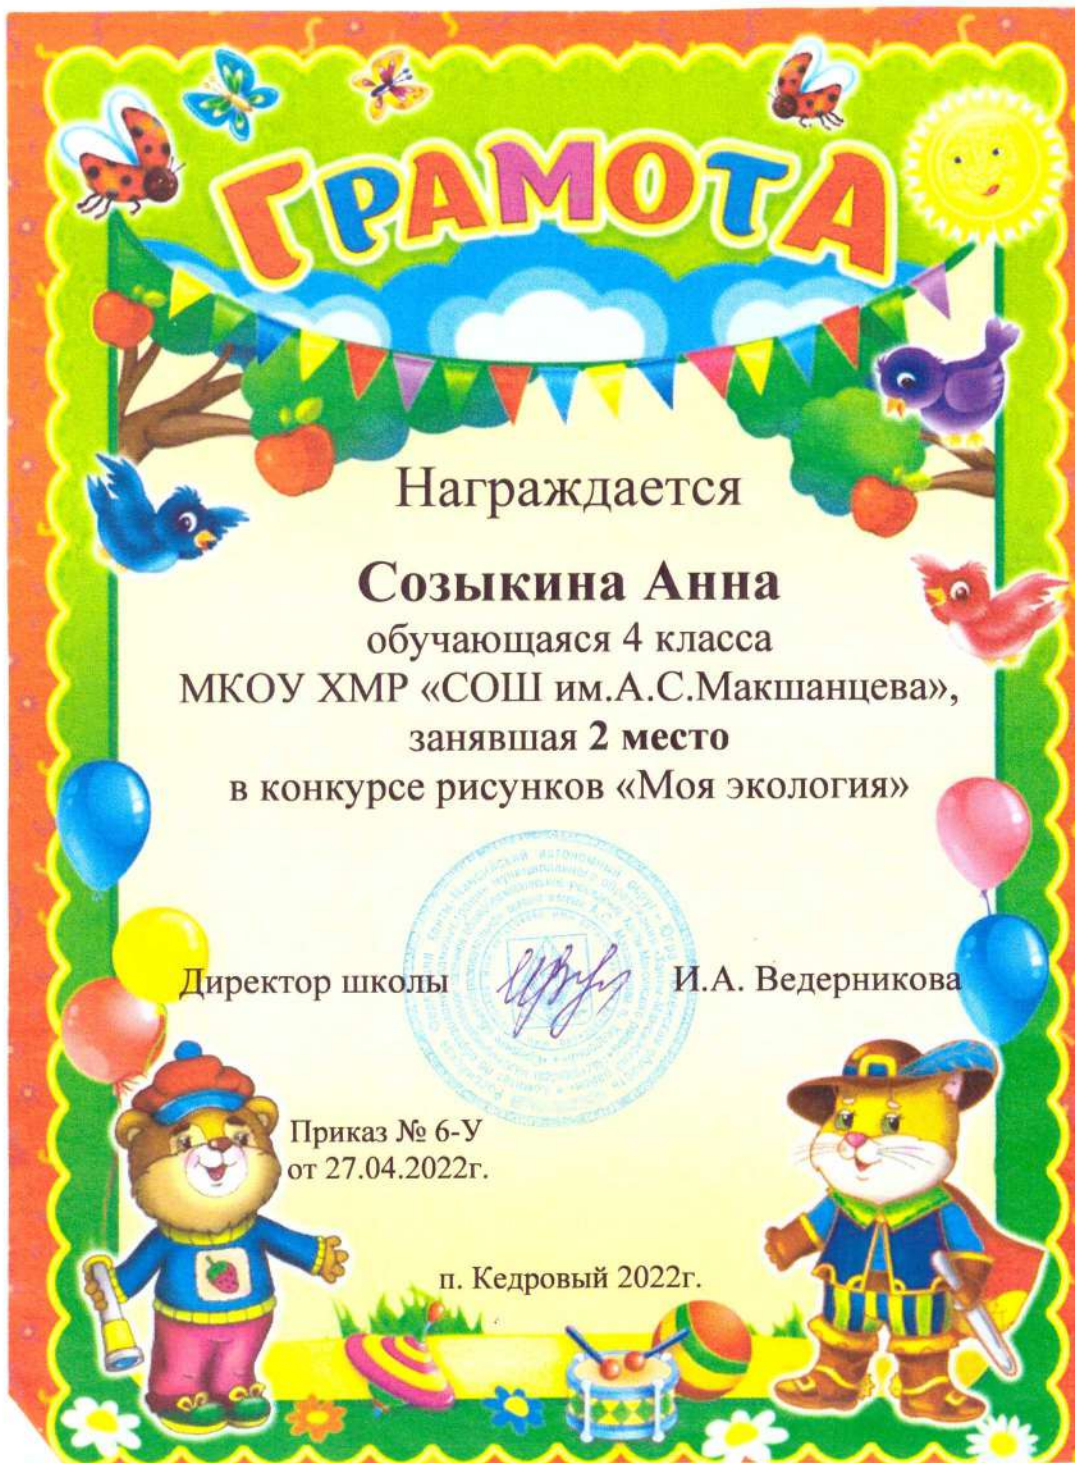 ГРАМОТА
Награждается
Созыкина Анна
обучающаяся 4 класса
МКОУ ХМР «СОШ им.А.С.Макшанцева»,
занявшая 2 место
в конкурсе рисунков «Моя экология»
Директор школы И.А. Ведерникова
Приказ № 6-У
от 27.04.2022г.
п. Кедровый 2022г.